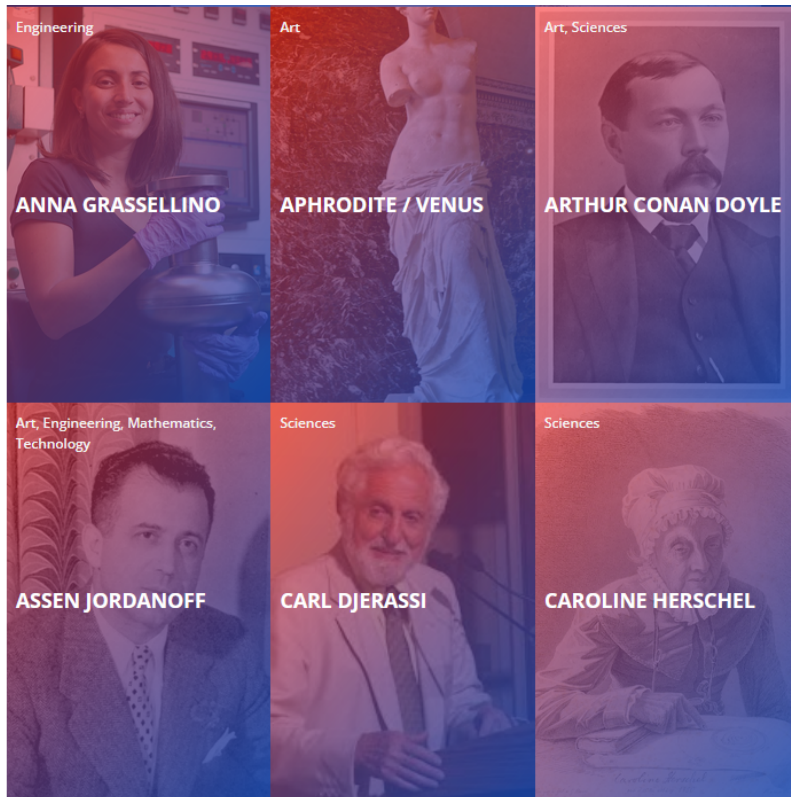 Engineering
Art
Art, Sciences
ANNA GRASSELLINO
APHRODITE / VENUS
ARTHUR CONAN DOYLE
Art, Engineering, Mathematics,
Technology
Sciences
Sciences
ASSEN JORDANOFF
CARL DJERASSI
CAROLINE HERSCHEL